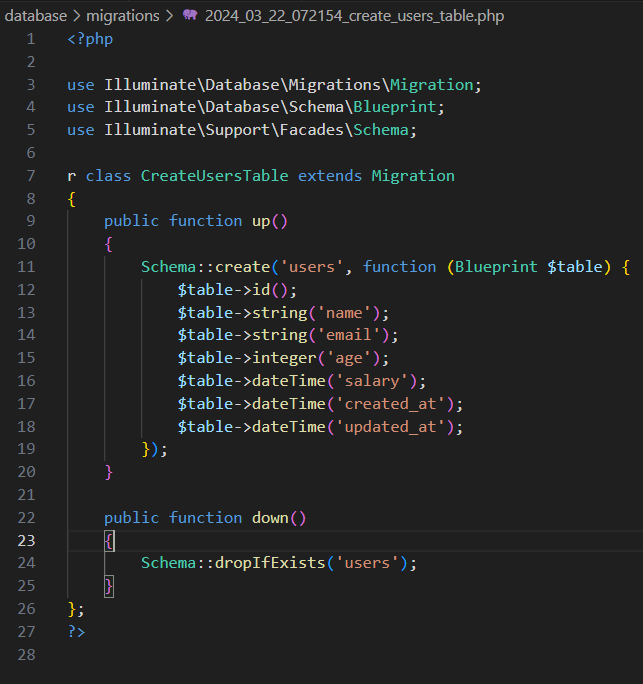 database > migrations > 2024_03_22_072154_create_users_table.php
1 <?php
2
3 use Illuminate\Database\Migrations\Migration;
4 use Illuminate\Database\Schema\Blueprint;
5 use Illuminate\Support\Facades\Schema;
6
7 r class CreateUsersTable extends Migration
8 {
9     public function up()
10     {
11         Schema::create('users', function (Blueprint $table) {
12             $table->id();
13             $table->string('name');
14             $table->string('email');
15             $table->integer('age');
16             $table->dateTime('salary');
17             $table->dateTime('created_at');
18             $table->dateTime('updated_at');
19         });
20     }
21
22     public function down()
23     {
24         Schema::dropIfExists('users');
25     }
26 };
27 ?>
28